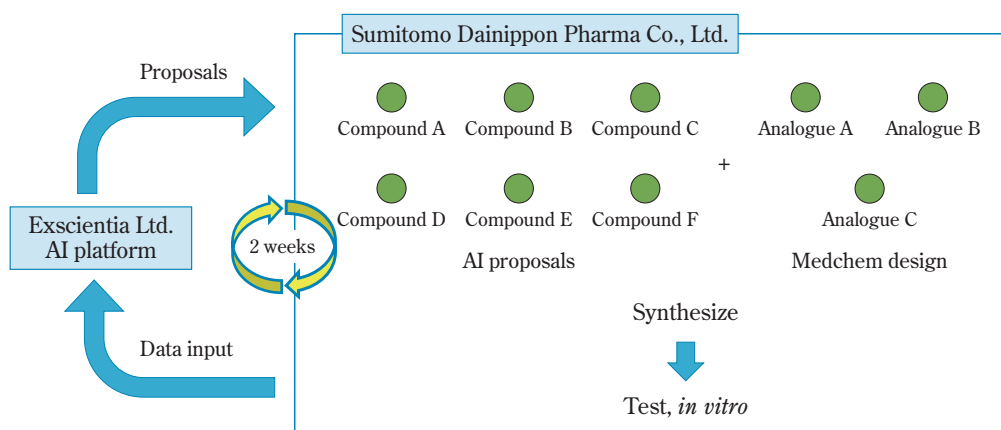 Sumitomo Dainippon Pharma Co., Ltd.
Proposals
Compound A
Compound B
Compound C
Analogue A
Analogue B
+
Compound D
Compound E
Compound F
Analogue C
Exscientia Ltd.
AI platform
2 weeks
AI proposals
Medchem design
Synthesize
Data input
Test, in vitro